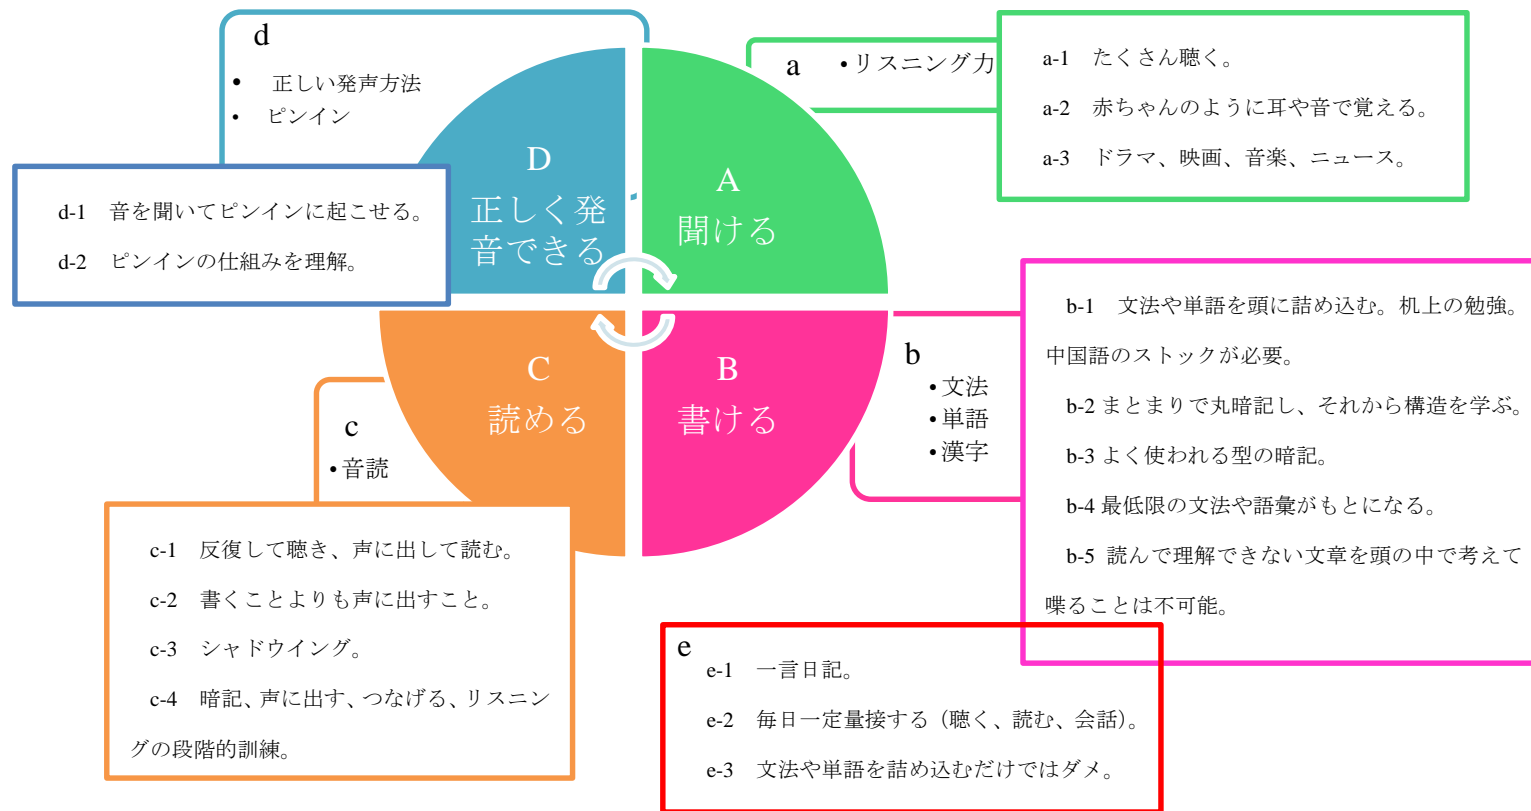 d
• 正しい発声方法
• ピンイン
d-1 音を聞いてピンインに起こせる。
d-2 ピンインの仕組みを理解。
D
正しく発
音できる
A
聞ける
a
•リスニング力
a-1 たくさん聴く。
a-2 赤ちゃんのように耳や音で覚える。
a-3 ドラマ、映画、音楽、ニュース。
C
読める
B
書ける
b
•文法
•単語
•漢字
b-1 文法や単語を頭に詰め込む。机上の勉強。
中国語のストックが必要。
b-2 まとまりで丸暗記し、それから構造を学ぶ。
b-3 よく使われる型の暗記。
b-4 最低限の文法や語彙がもとになる。
b-5 読んで理解できない文章を頭の中で考えて
喋ることは不可能。
c
•音読
c-1 反復して聴き、声に出して読む。
c-2 書くことよりも声に出すこと。
c-3 シャドウイング。
c-4 暗記、声に出す、つなげる、リスニン
グの段階的訓練。
e
e-1 一言日記。
e-2 毎日一定量接する（聴く、読む、会話）。
e-3 文法や単語を詰め込むだけではダメ。